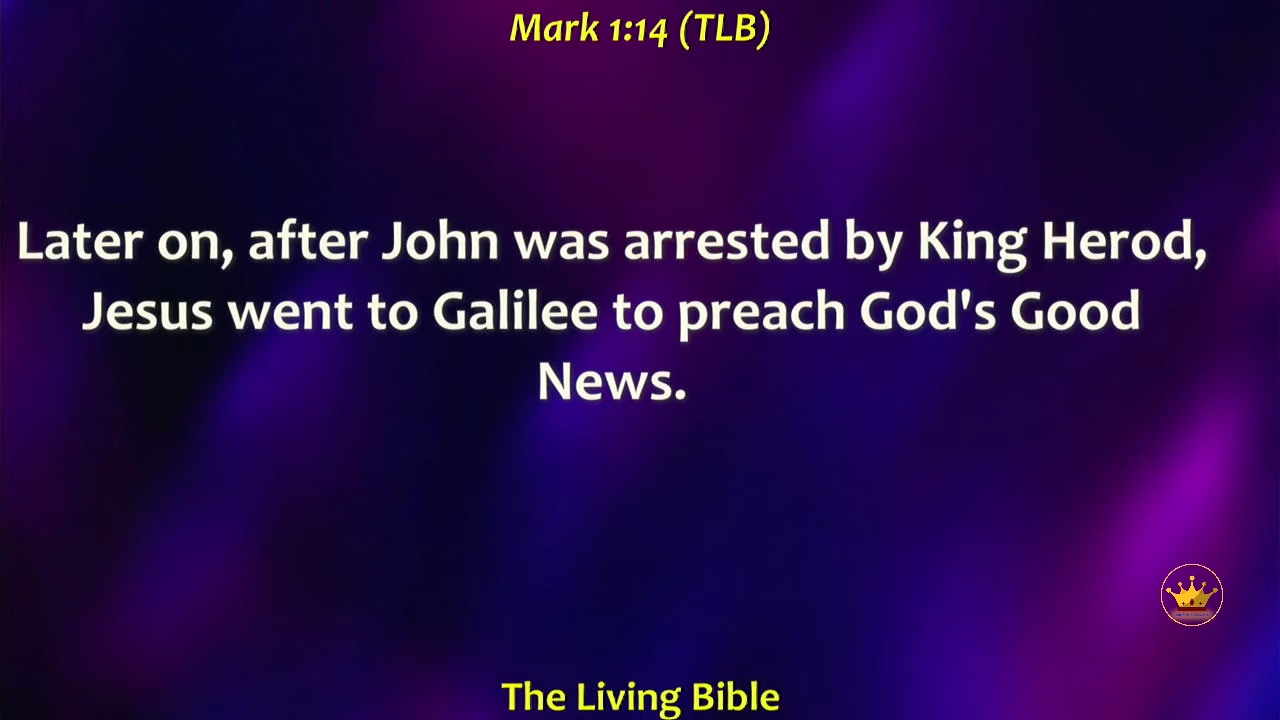 Mark 1:14 (TLB)
Later on, after John was arrested by King Herod,
Jesus went to Galilee to preach God's Good
News.
The Living Bible